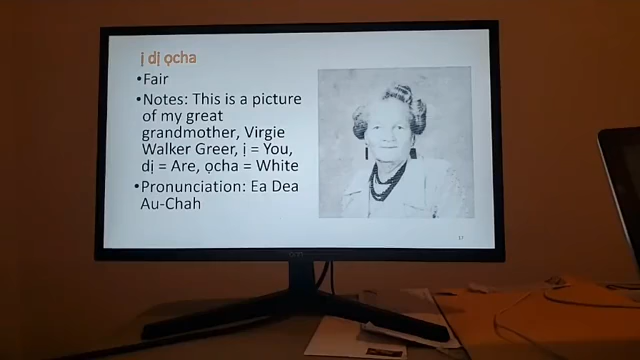 ị dị ọcha
•Fair
•Notes: This is a picture
of my great
grandmother, Virgie
Walker Greer, ị = You,
dị = Are, ọcha = White
•Pronunciation: Ea Dea
Au-Chah
17